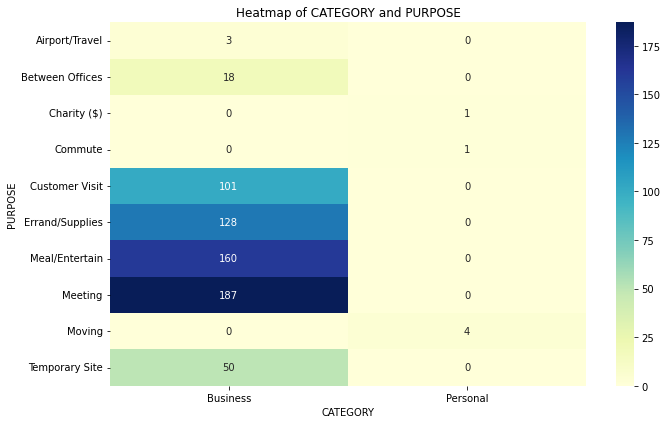 Heatmap of CATEGORY and PURPOSE
Airport/Travel 3 0
Between Offices 18 0
Charity ($) 0 1
Commute 0 1
Customer Visit 101 0
Errand/Supplies 128 0
Meal/Entertain 160 0
Meeting 187 0
Moving 0 4
Temporary Site 50 0
Business Personal
CATEGORY
PURPOSE
175
150
125
100
75
50
25
0